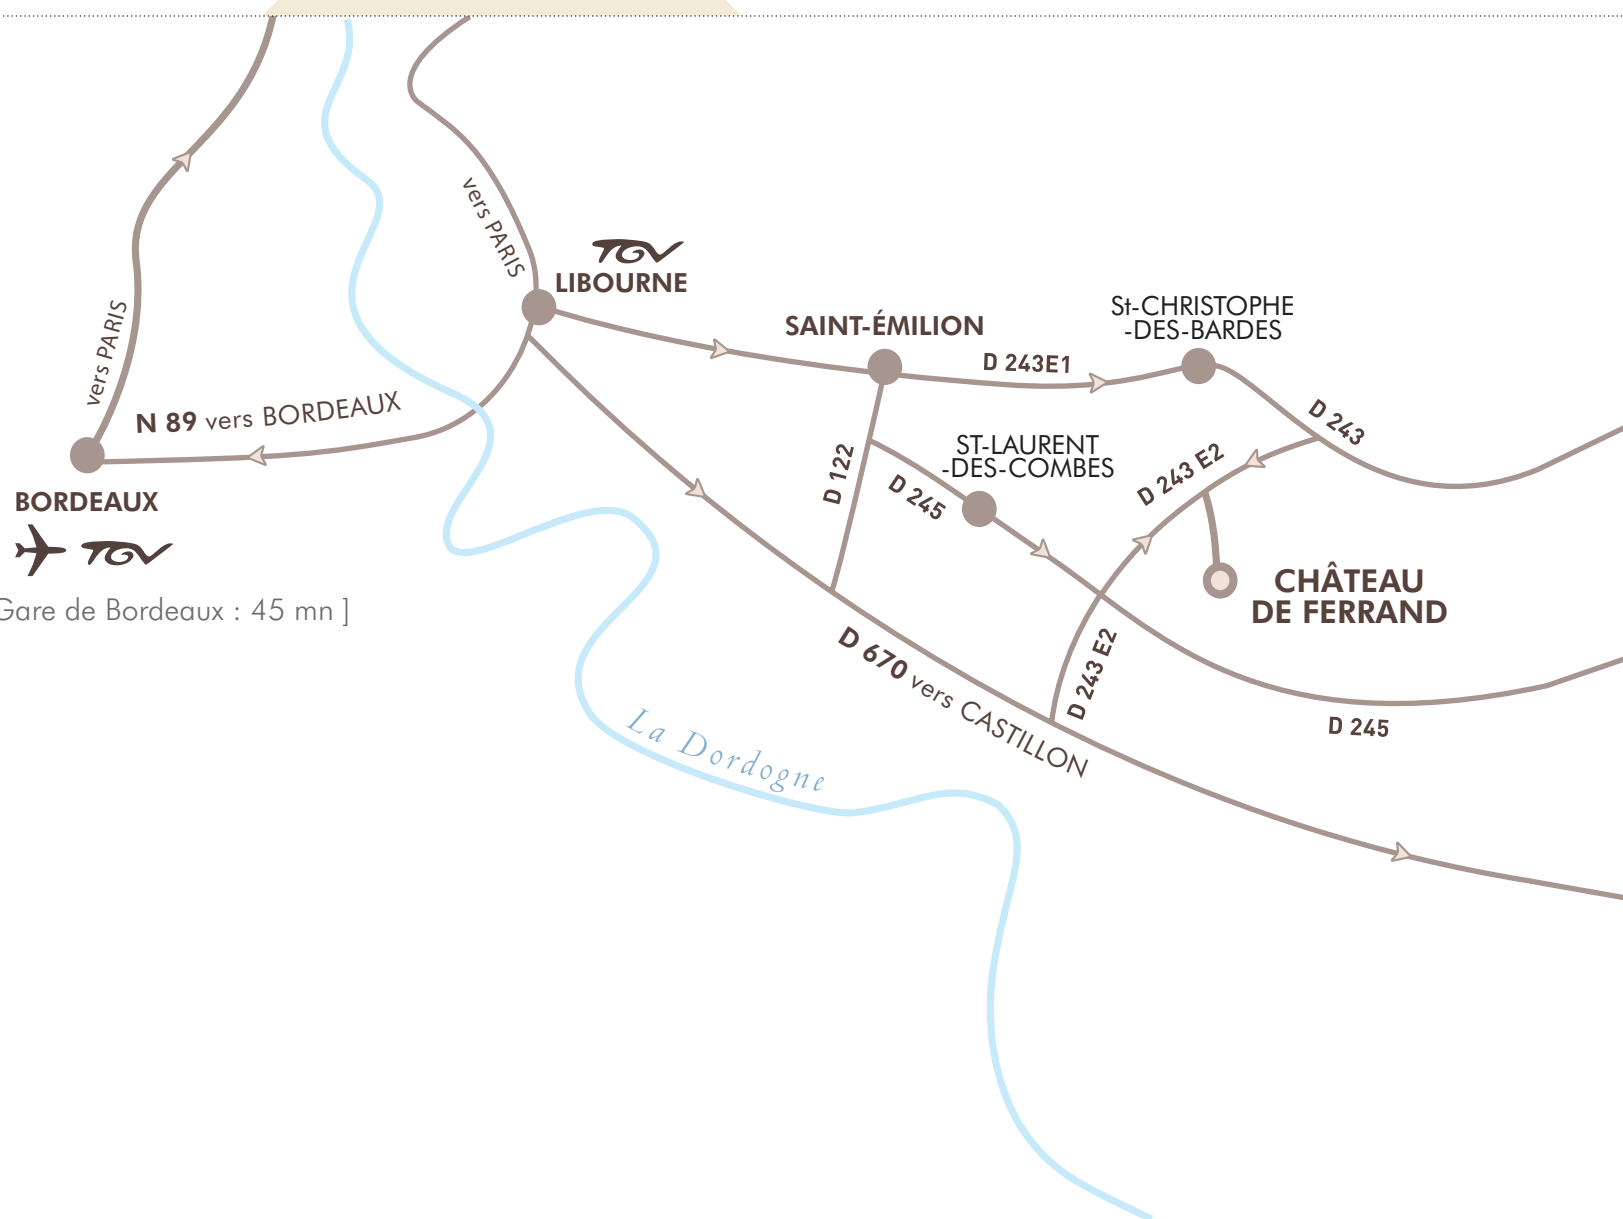 vers PARIS
vers PARIS
TGV
LIBOURNE
SAINT-ÉMILION
St-CHRISTOPHE
-DES-BARDES
D 243E1
N 89 vers BORDEAUX
D 243
ST-LAURENT
-DES-COMBES
D 243 E2
D 122
D 245
BORDEAUX
TGV
CHÂTEAU
DE FERRAND
Gare de Bordeaux : 45 mn ]
D 670 vers CASTILLON
D 243 E2
La Dordogne
D 245